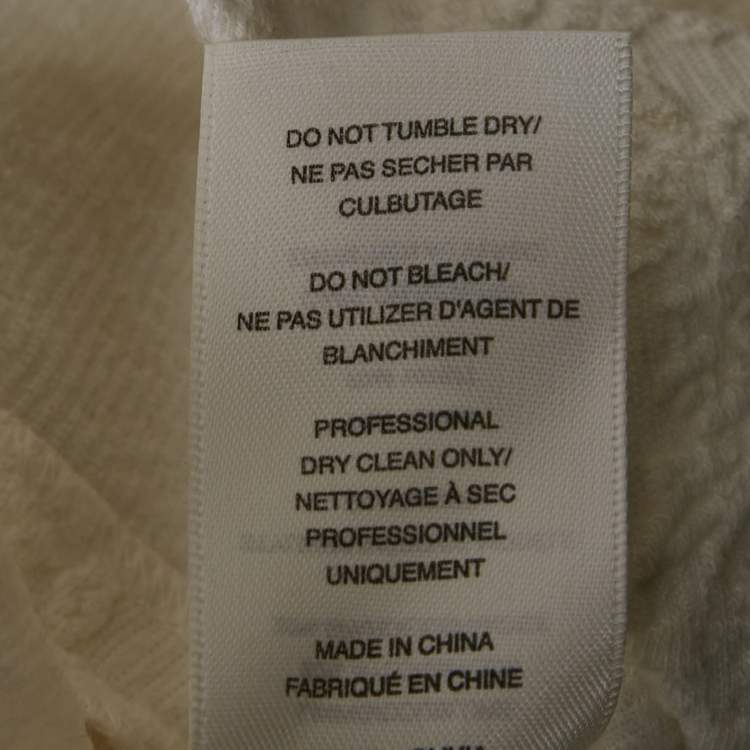 DO NOT TUMBLE DRY/
NE PAS SECHER PAR
CULBUTAGE
DO NOT BLEACH/
NE PAS UTILIZER D'AGENT DE
BLANCHIMENT
PROFESSIONAL
DRY CLEAN ONLY/
NETTOYAGE À SEC
PROFESSIONNEL
UNIQUEMENT
MADE IN CHINA
FABRIQUÉ EN CHINE